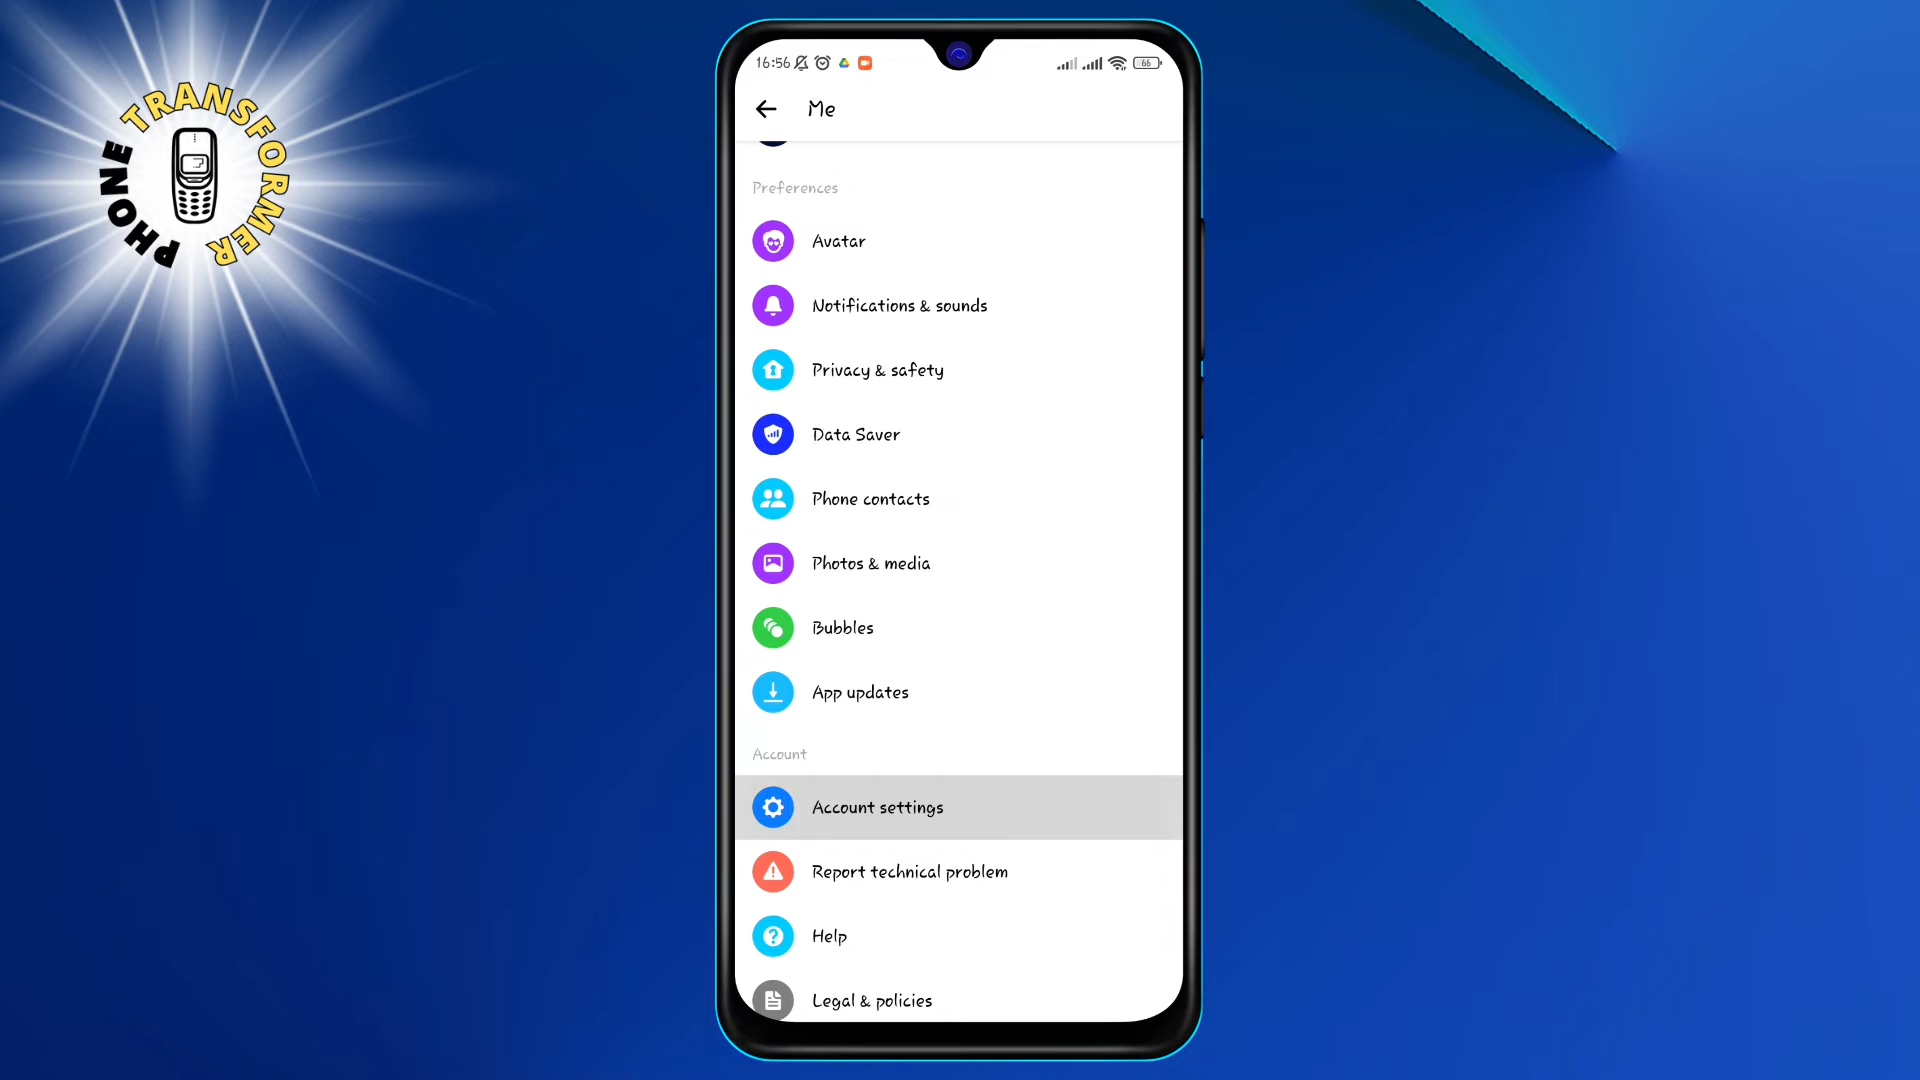 PHONE TRANSFORMER
16:56
66
Me
Preferences
Avatar
Notifications & sounds
Privacy & safety
Data Saver
Phone contacts
Photos & media
Bubbles
App updates
Account
Account settings
Report technical problem
Help
Legal & policies